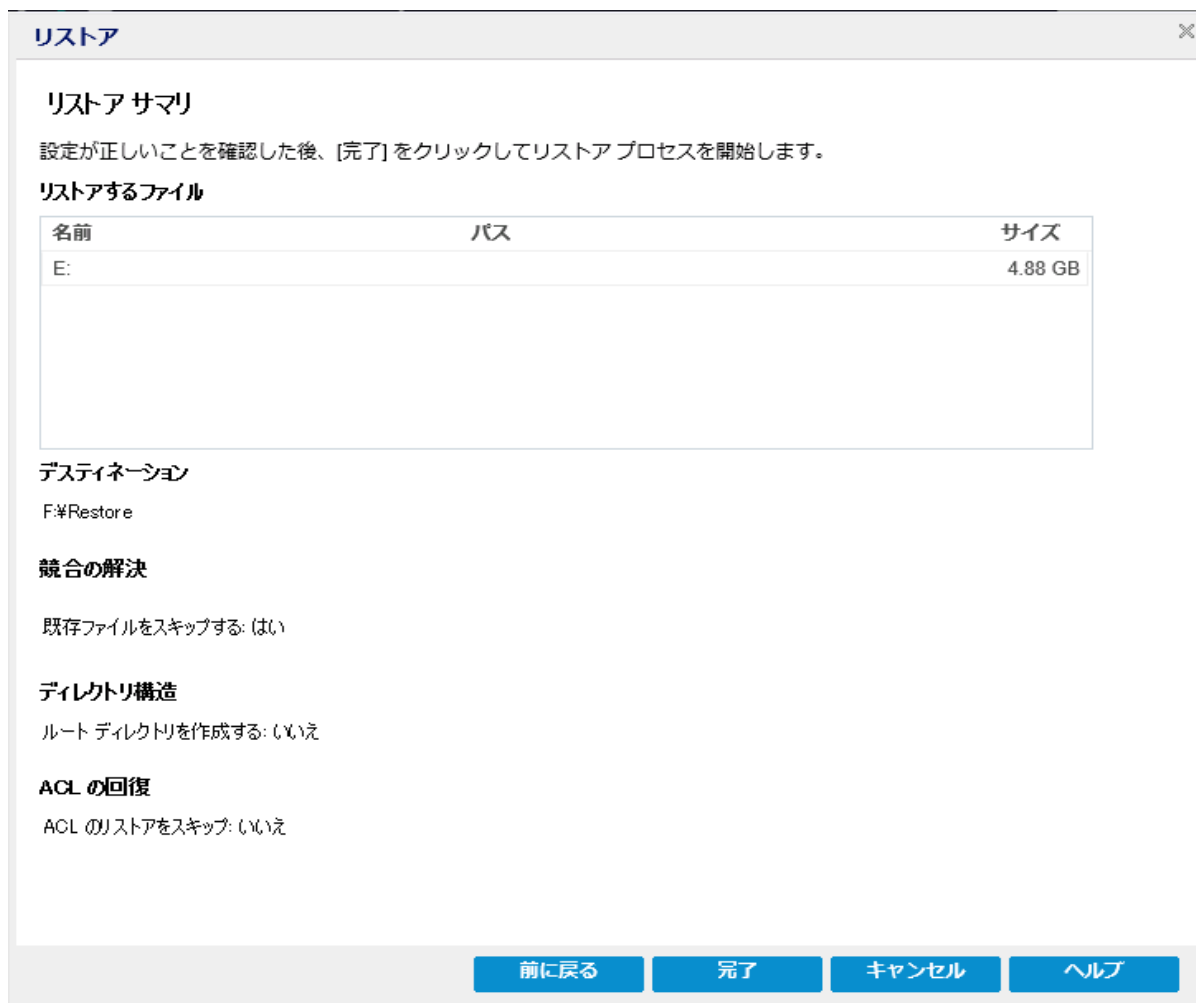 リストア
リストア サマリ
設定が正しいことを確認した後、[完了] をクリックしてリストア プロセスを開始します。
リストアするファイル
名前 パス サイズ
E: 4.88 GB
デスティネーション
F:¥Restore
競合の解決
既存ファイルをスキップする: はい
ディレクトリ構造
ルート ディレクトリを作成する: いいえ
ACL の回復
ACL のリストアをスキップ: いいえ
前に戻る 完了 キャンセル ヘルプ